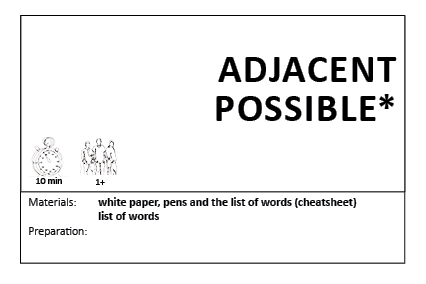 ADJACENT
POSSIBLE*
10 min
1+
Materials: white paper, pens and the list of words (cheatsheet)
list of words
Preparation: